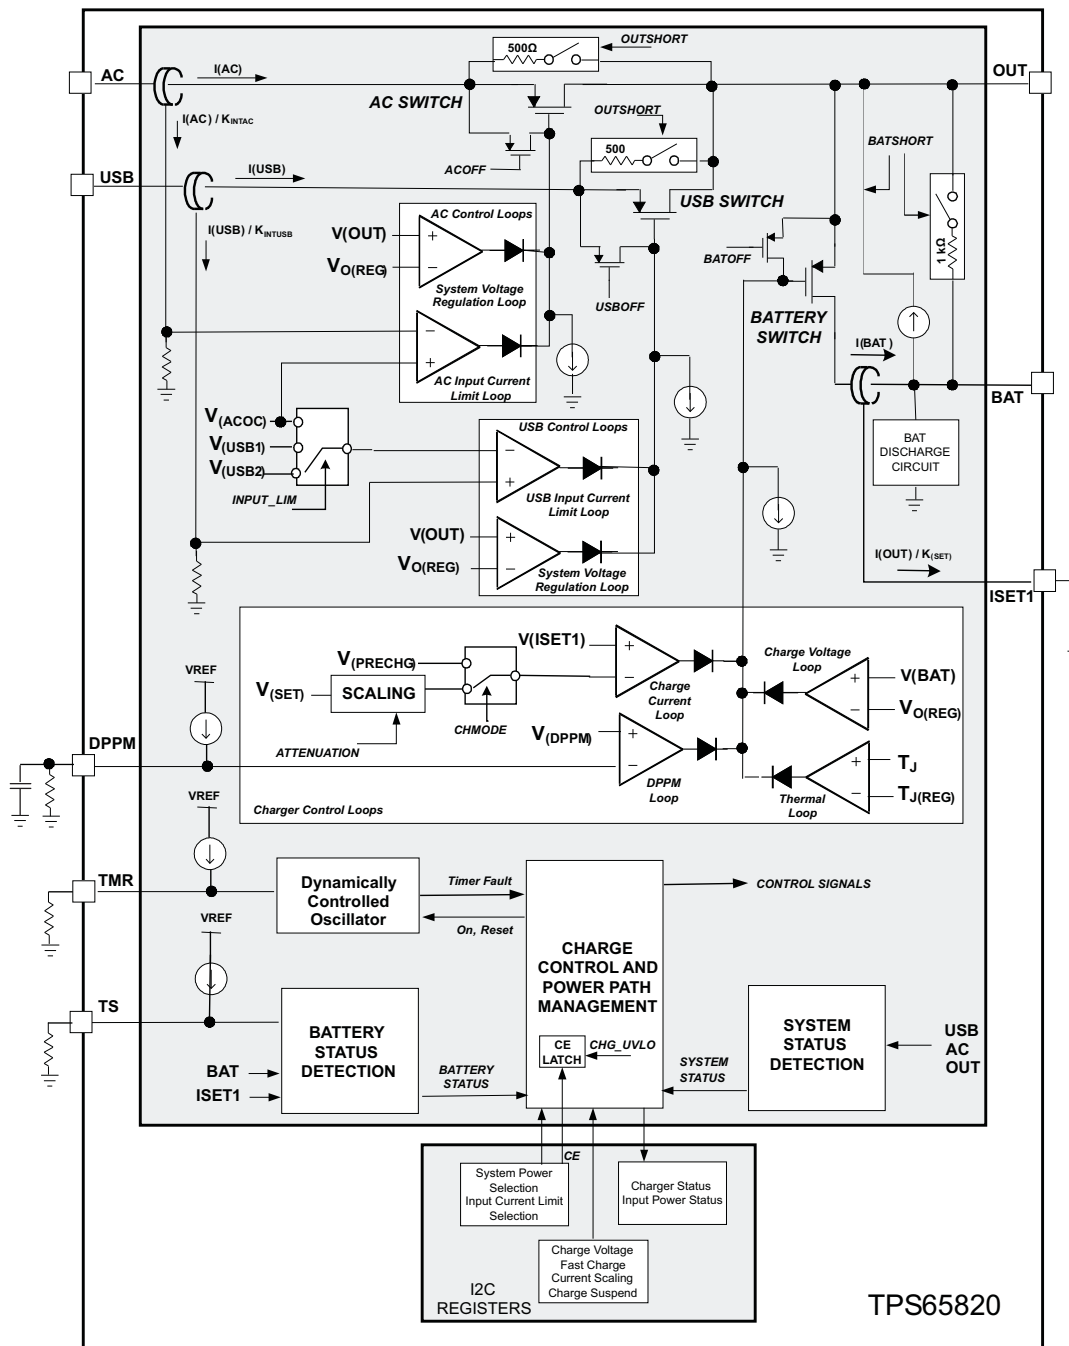 500Ω
OUTSHORT
AC
I(AC)
AC SWITCH
OUT
I(AC) / KINTAC
OUTSHORT
500
ACOFF
BATSHORT
USB
I(USB)
USB SWITCH
I(USB) / KINTUSB
AC Control Loops
V(OUT)
VO(REG)
System Voltage
Regulation Loop
USBOFF
BATOFF
1 kΩ
BATTERY
SWITCH
I(BAT)
BAT
AC Input Current
Limit Loop
V(ACOC)
V(USB1)
V(USB2)
INPUT_LIM
USB Control Loops
USB Input Current
Limit Loop
BAT
DISCHARGE
CIRCUIT
V(OUT)
VO(REG)
System Voltage
Regulation Loop
I(OUT) / K(SET)
ISET1
V(ISET1)
V(PRECHG)
V(SET)
SCALING
ATTENUATION
CHMODE
Charge
Current
Loop
Charge Voltage
Loop
V(BAT)
VO(REG)
VREF
DPPM
V(DPPM)
DPPM
Loop
TJ
TJ(REG)
Thermal
Loop
Charger Control Loops
VREF
TMR
Dynamically
Controlled
Oscillator
Timer Fault
On, Reset
CONTROL SIGNALS
VREF
CHARGE
CONTROL AND
POWER PATH
MANAGEMENT
TS
BATTERY
STATUS
DETECTION
BAT
ISET1
BATTERY
STATUS
CE
LATCH
CHG_UVLO
SYSTEM
STATUS
SYSTEM
STATUS
DETECTION
USB
AC
OUT
CE
System Power
Selection
Input Current Limit
Selection
Charger Status
Input Power Status
Charge Voltage
Fast Charge
Current Scaling
Charge Suspend
I2C
REGISTERS
TPS65820